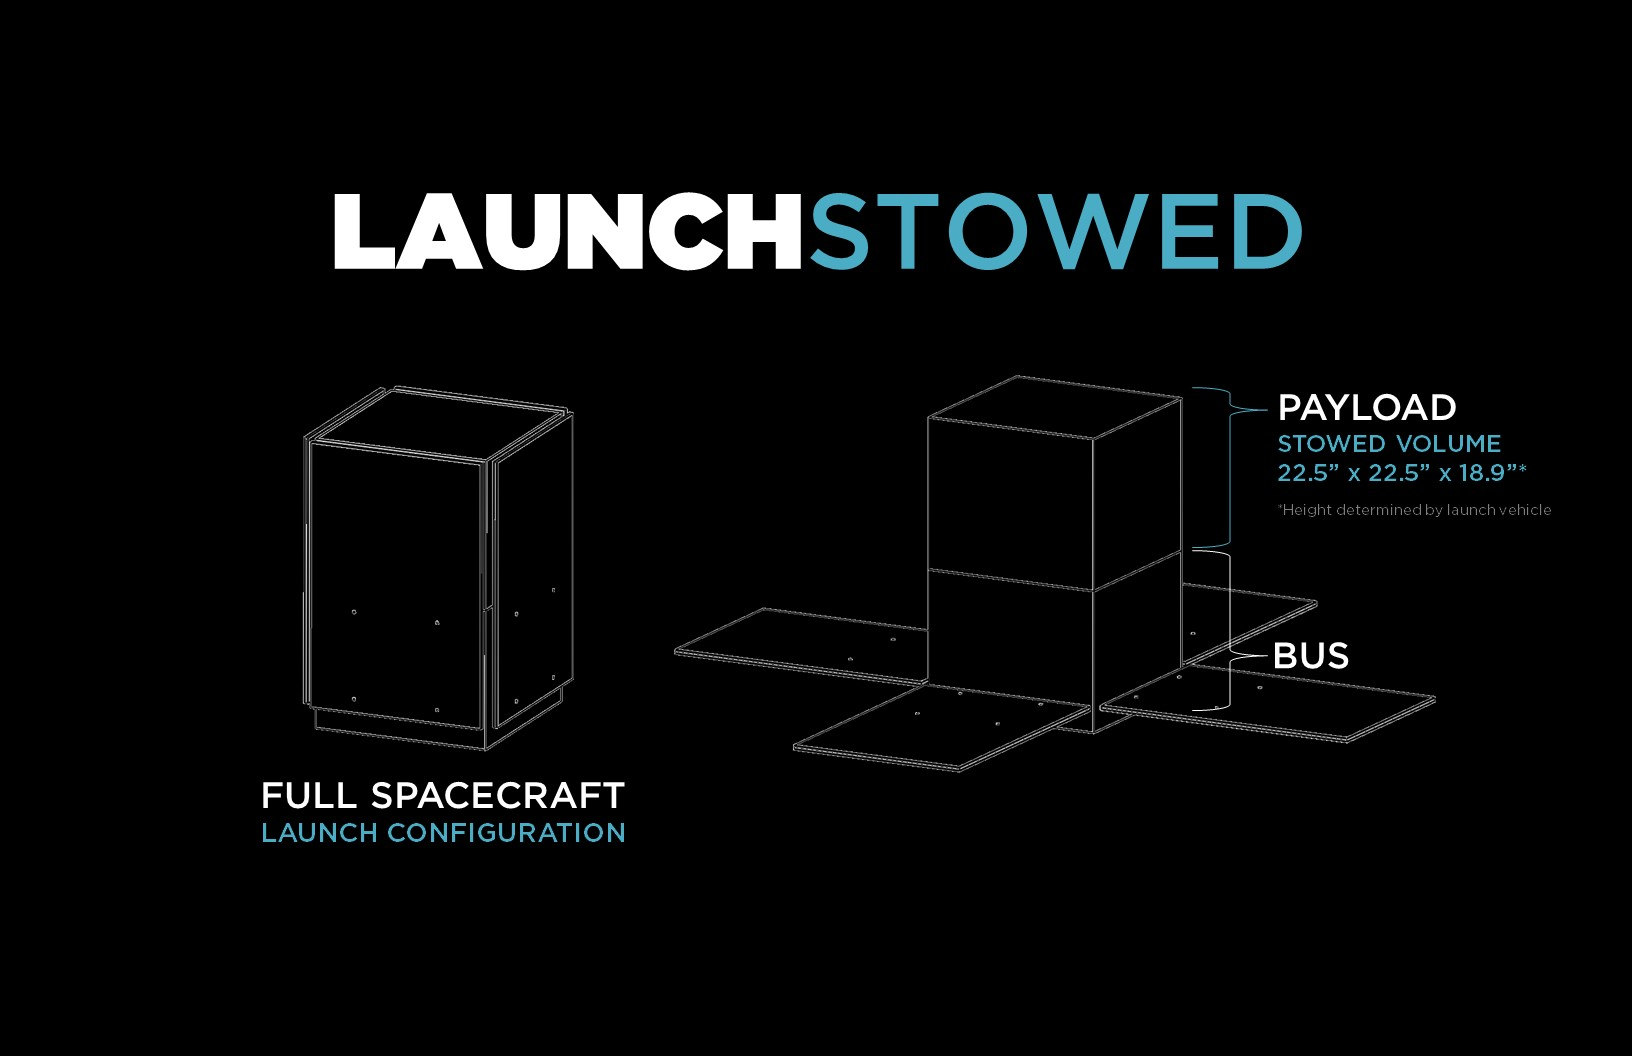 LAUNCHSTOWED
PAYLOAD
STOWED VOLUME
22.5” x 22.5” x 18.9”*
*Height determined by launch vehicle
BUS
FULL SPACECRAFT
LAUNCH CONFIGURATION